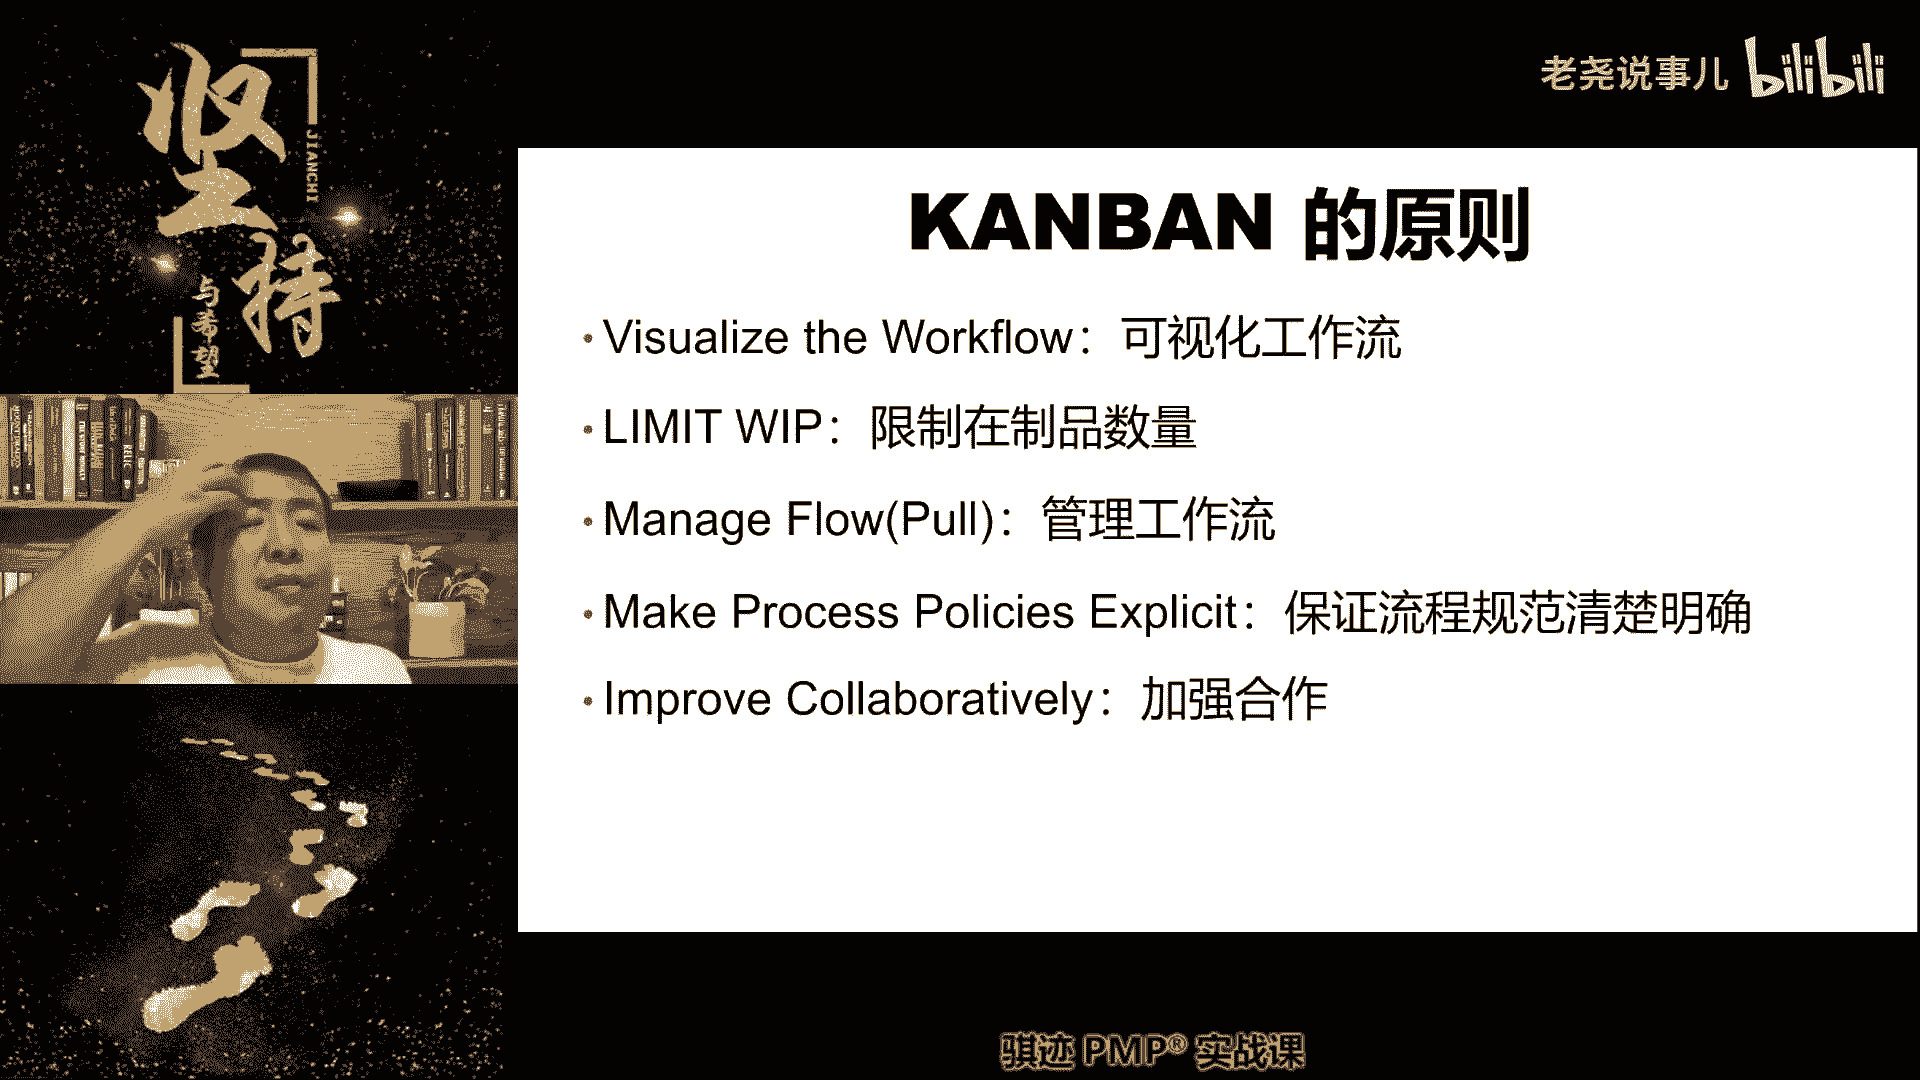 坚持
JIANCHI
与希望
老尧说事儿 bilibili
KANBAN 的原则
• Visualize the Workflow：可视化工作流
• LIMIT WIP：限制在制品数量
• Manage Flow(Pull)：管理工作流
• Make Process Policies Explicit：保证流程规范清楚明确
• Improve Collaboratively：加强合作
骐迹 PMP® 实战课